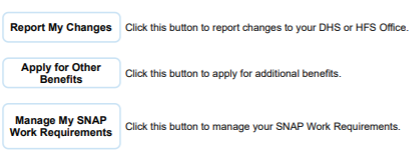 Report My Changes Click this button to report changes to your DHS or HFS Office.
Apply for Other
Benefits
Click this button to apply for additional benefits.
Manage My SNAP
Work Requirements
Click this button to manage your SNAP Work Requirements.